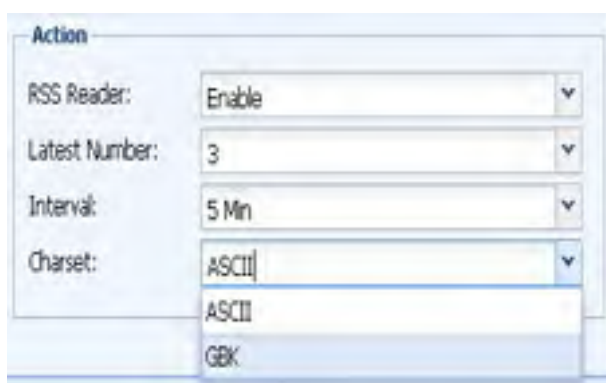 Action
RSS Reader: Enable
Latest Number: 3
Interval: 5 Min
Charset: ASCII
ASCII
GBK